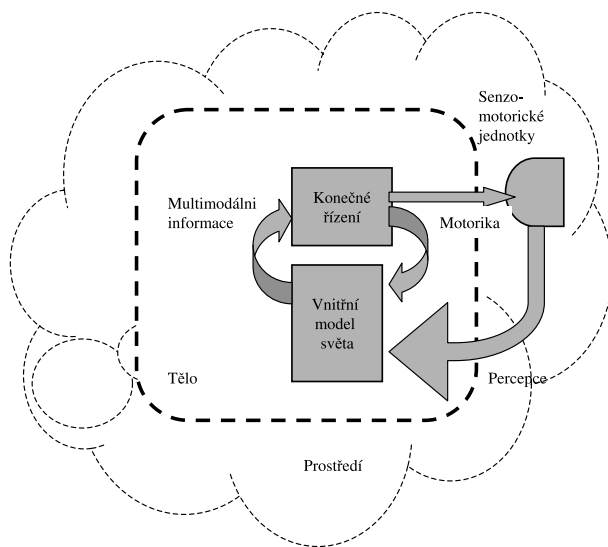 Senzo-
motorické
jednotky
Multimodálni
informace
Konečné
řízení
Motorika
Vnitřní
model
světa
Tělo
Percepce
Prostředí